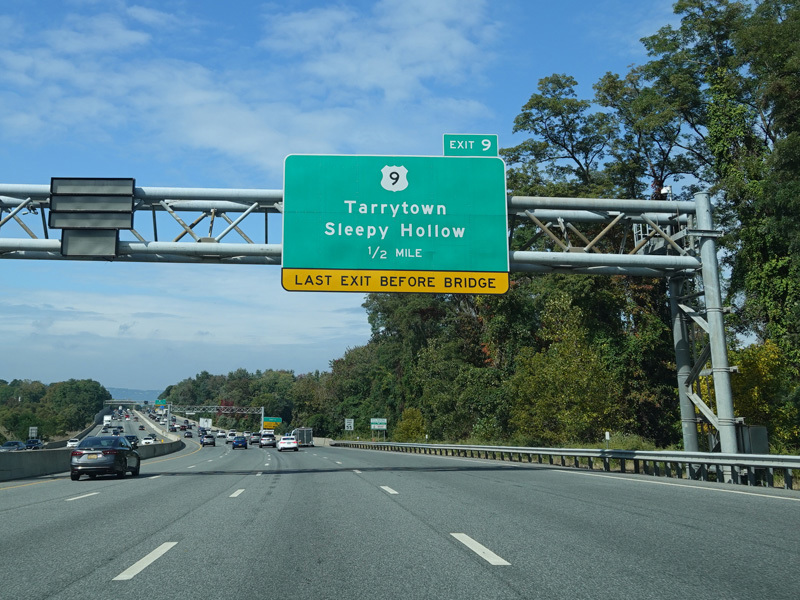 EXIT 9
9
Tarrytown
Sleepy Hollow
1/2 MILE
LAST EXIT BEFORE BRIDGE